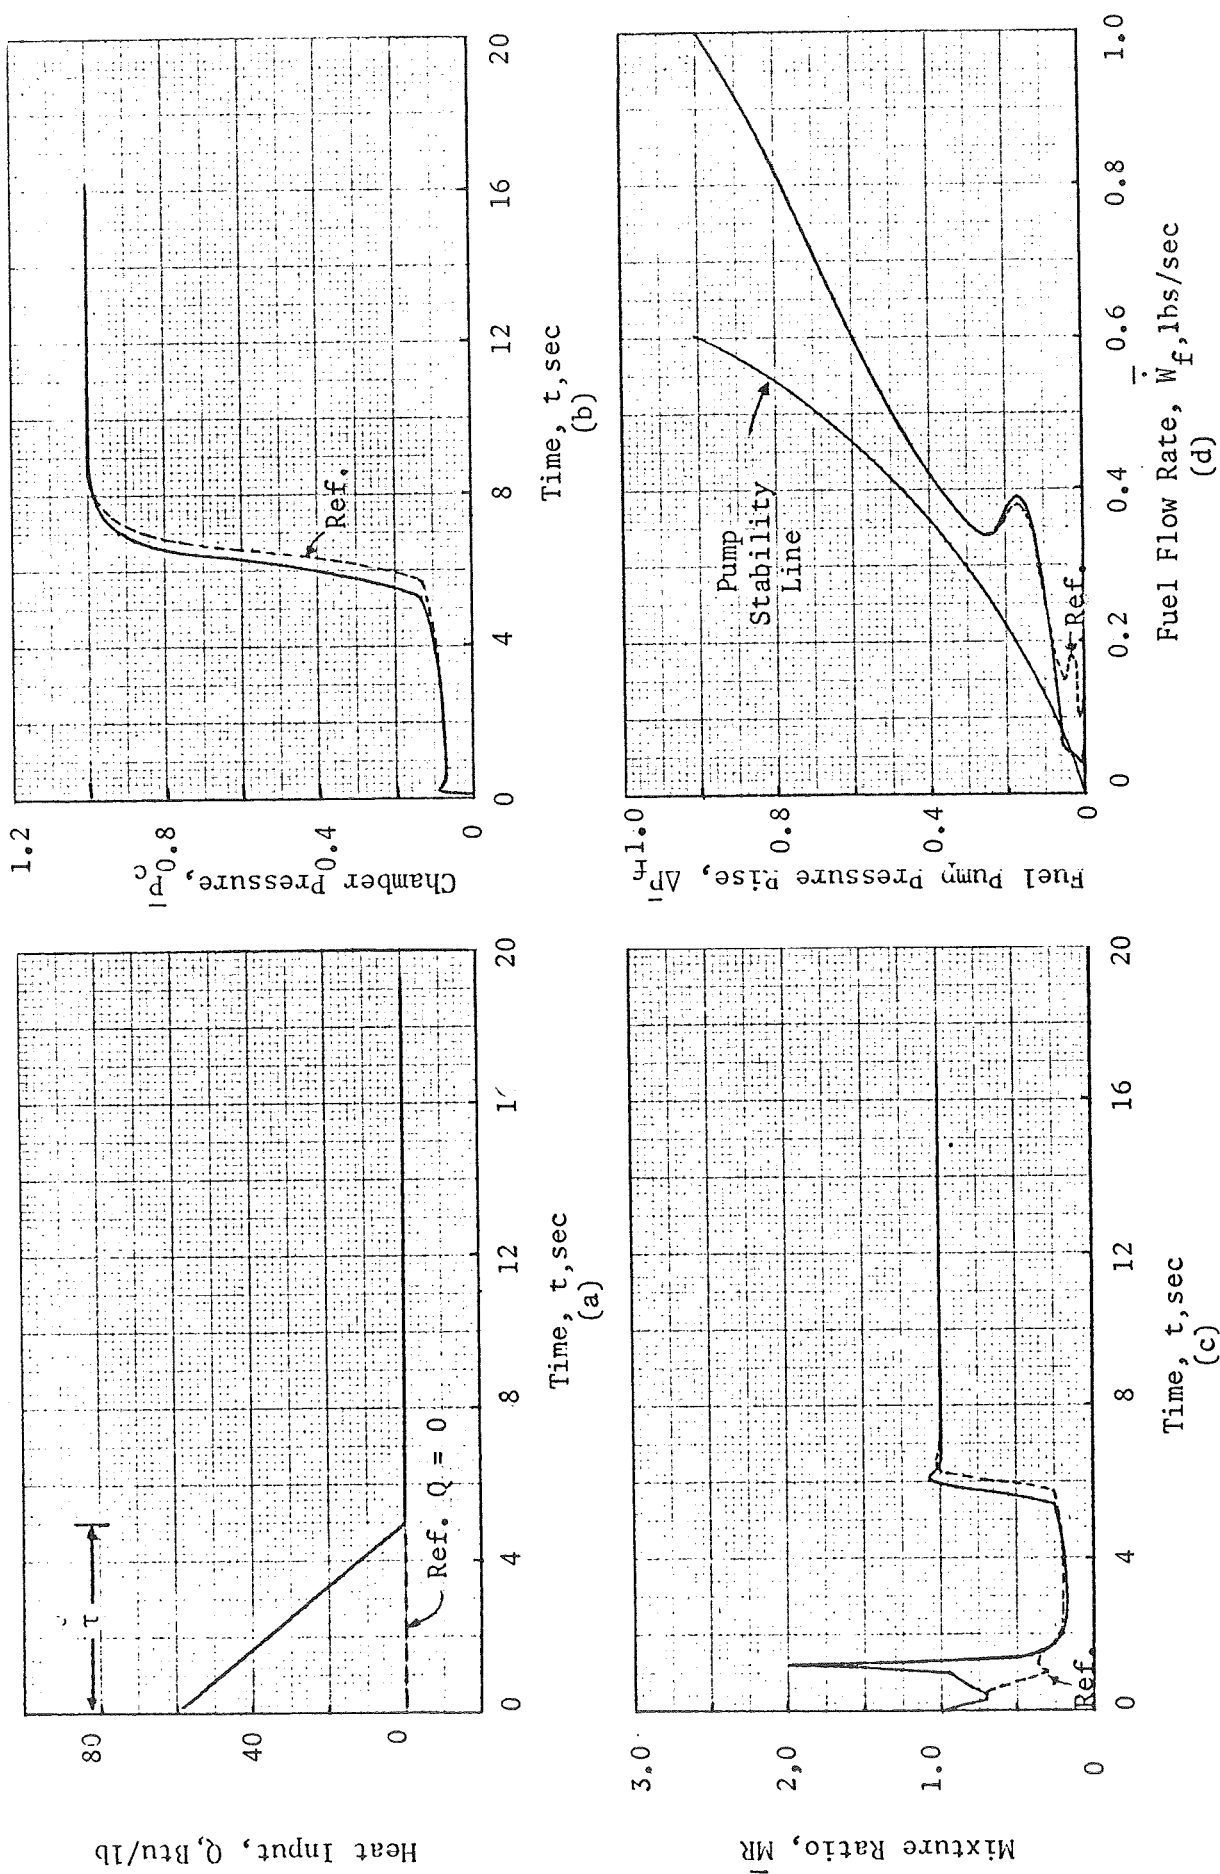 80
40
0
τ
Ref. Q = 0
0
4
8
12
20
Heat Input, Q,Btu/lb
Time, t,sec
(a)
1.2
0.8
0.4
0
Ref.
0
4
8
12
16
20
Chamber Pressure, P̄c
Time, t,sec
(b)
3.0
2,0
1.0
0
Ref.
0
4
8
12
16
20
Mixture Ratio, M̄R̄
Time, t,sec
(c)
1.0
0.8
0.4
0
Pump
Stability
Line
Ref.
0
0.2
0.4
0.6
0.8
1.0
Fuel Pump Pressure Rise, ΔP̄f
Fuel Flow Rate, Ẇ̄f,lbs/sec
(d)